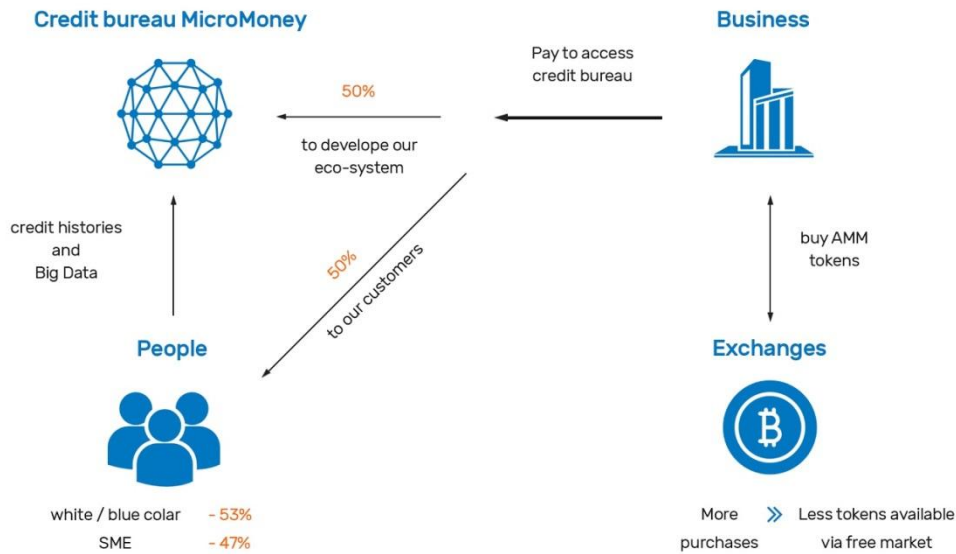 Credit bureau MicroMoney
Business
Pay to access
credit bureau
50%
to develope our
eco-system
credit histories
and
Big Data
50%
to our customers
buy AMM
tokens
People
Exchanges
white / blue colar - 53%
SME - 47%
More » Less tokens available
purchases via free market